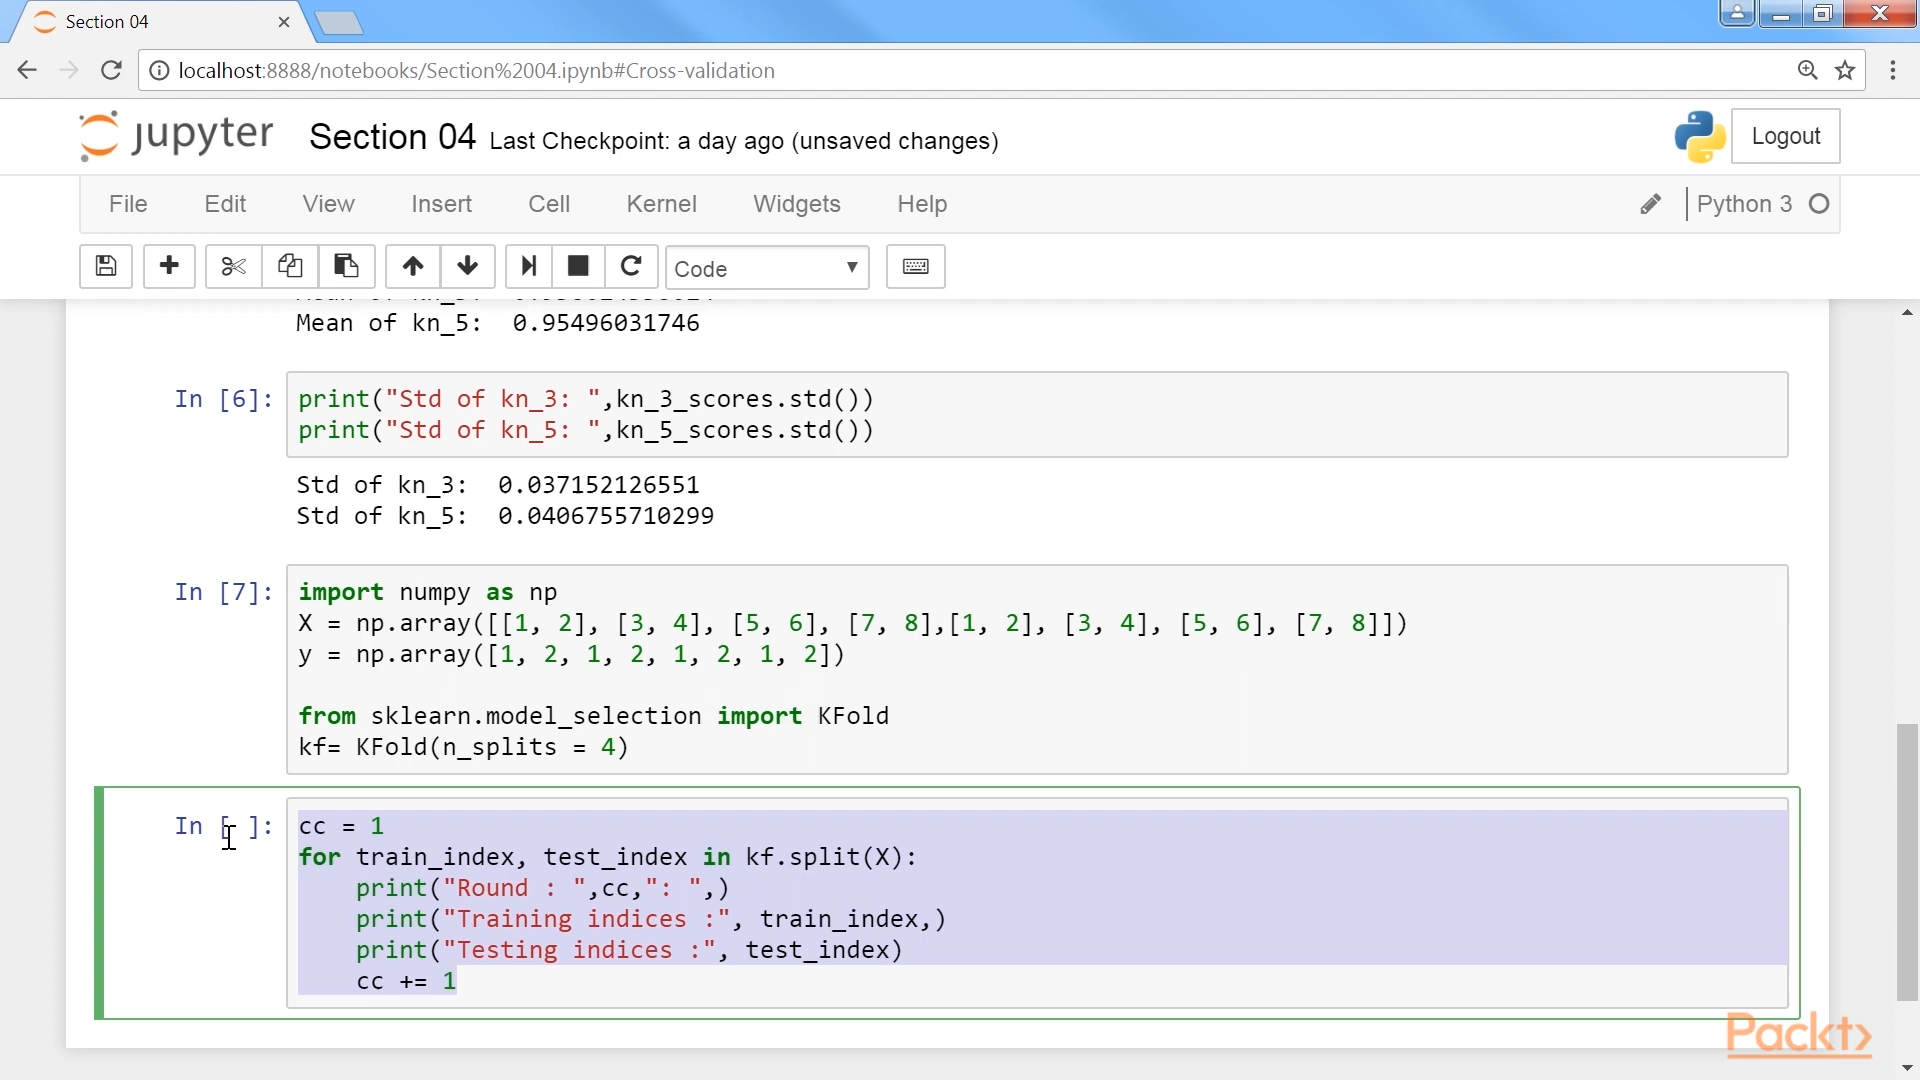 Section 04
localhost:8888/notebooks/Section%2004.ipynb#Cross-validation
jupyter Section 04 Last Checkpoint: a day ago (unsaved changes)
Logout
File Edit View Insert Cell Kernel Widgets Help
Python 3
Code
Mean of kn_5:  0.95496031746
In [6]: print("Std of kn_3: ",kn_3_scores.std())
print("Std of kn_5: ",kn_5_scores.std())
Std of kn_3:  0.037152126551
Std of kn_5:  0.0406755710299
In [7]: import numpy as np
X = np.array([[1, 2], [3, 4], [5, 6], [7, 8],[1, 2], [3, 4], [5, 6], [7, 8]])
y = np.array([1, 2, 1, 2, 1, 2, 1, 2])
from sklearn.model_selection import KFold
kf= KFold(n_splits = 4)
In [ ]: cc = 1
for train_index, test_index in kf.split(X):
    print("Round : ",cc,": ",)
    print("Training indices :", train_index,)
    print("Testing indices :", test_index)
    cc += 1
Packt>